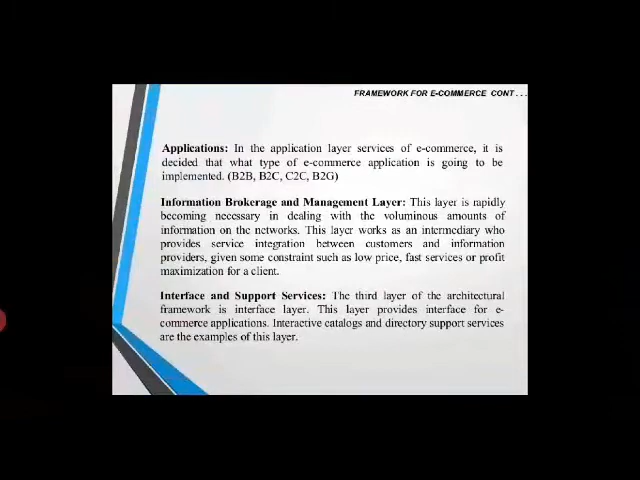 FRAMEWORK FOR E-COMMERCE CONT . . .
Applications: In the application layer services of e-commerce, it is
decided that what type of e-commerce application is going to be
implemented. (B2B, B2C, C2C, B2G)
Information Brokerage and Management Layer: This layer is rapidly
becoming necessary in dealing with the voluminous amounts of
information on the networks. This layer works as an intermediary who
provides service integration between customers and information
providers, given some constraint such as low price, fast services or profit
maximization for a client.
Interface and Support Services: The third layer of the architectural
framework is interface layer. This layer provides interface for e-
commerce applications. Interactive catalogs and directory support services
are the examples of this layer.